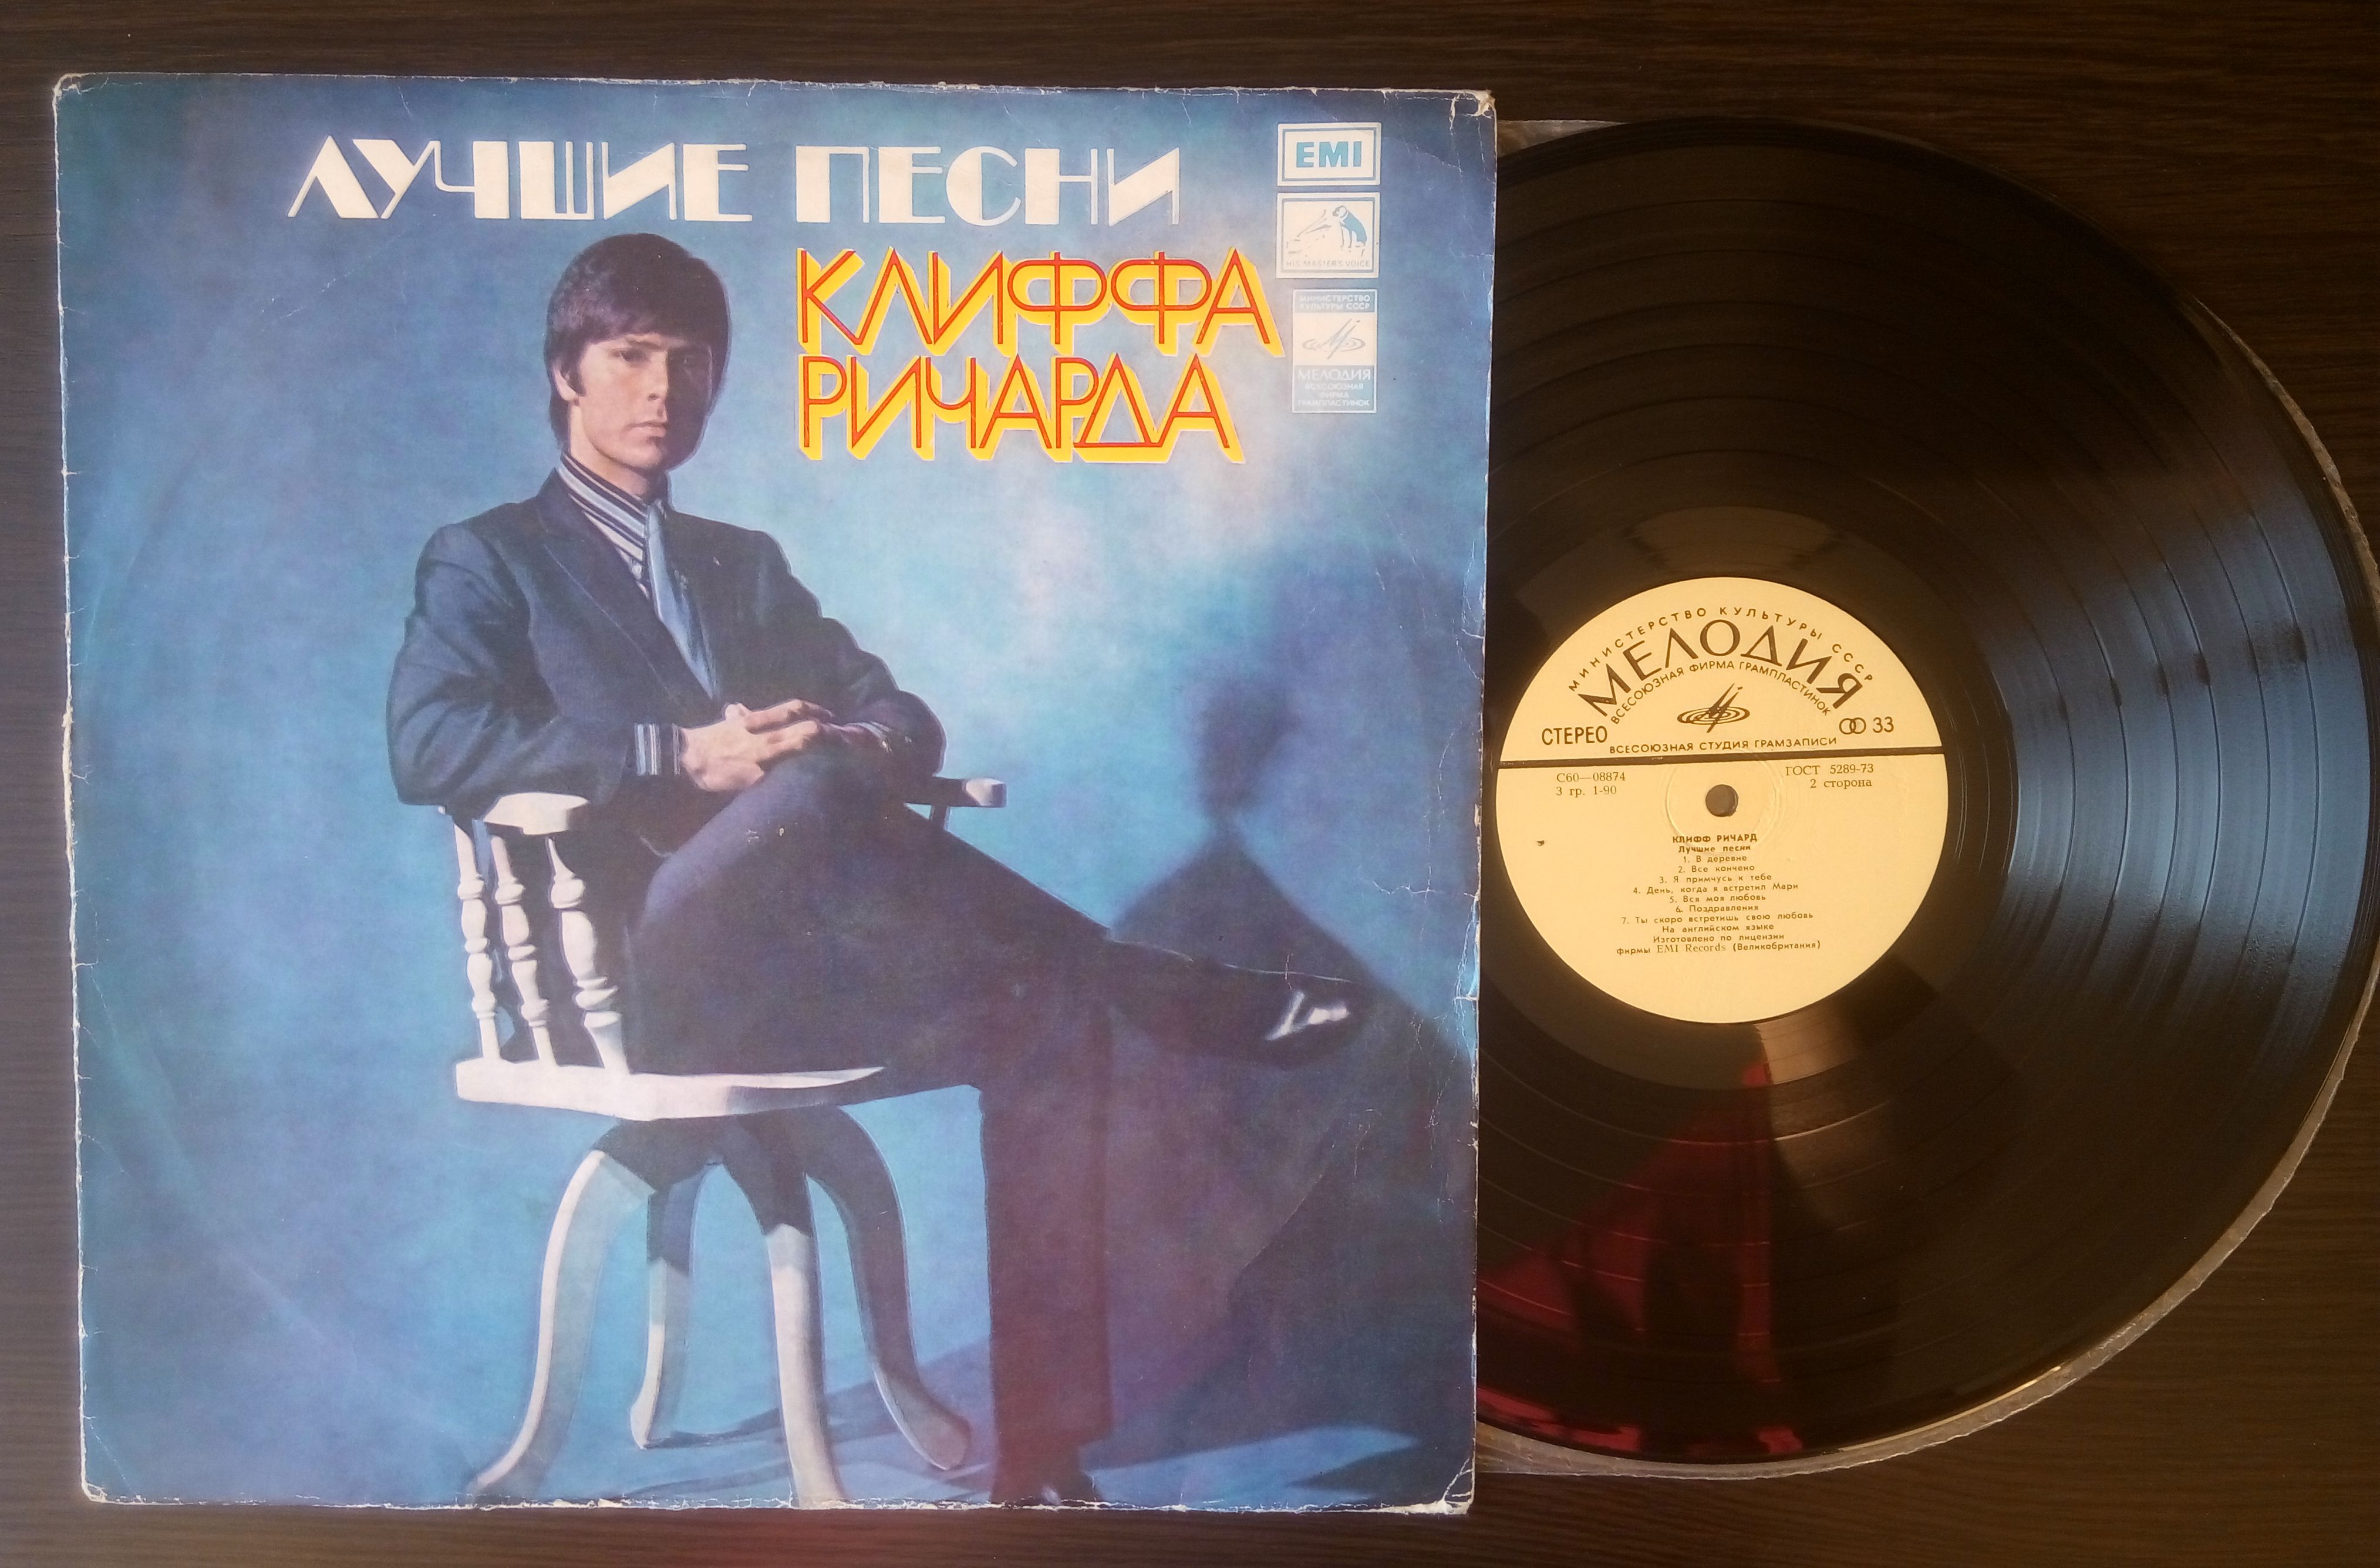 ЛУЧШИЕ ПЕСНИ
КЛИФФА
РИЧАРДА
EMI
HIS MASTER'S VOICE
МИНИСТЕРСТВО
КУЛЬТУРЫ СССР
МЕЛОДИЯ
ВСЕСОЮЗНАЯ
ФИРМА
ГРАМПЛАСТИНОК
МИНИСТЕРСТВО КУЛЬТУРЫ СССР
МЕЛОДИЯ
ВСЕСОЮЗНАЯ ФИРМА ГРАМПЛАСТИНОК
СТЕРЕО
33
ВСЕСОЮЗНАЯ СТУДИЯ ГРАМЗАПИСИ
С60—08874
3 гр. 1-90
ГОСТ 5289-73
2 сторона
КЛИФФ РИЧАРД
Лучшие песни
1. В деревне
2. Все кончено
3. Я примчусь к тебе
4. День, когда я встретил Мари
5. Вся моя любовь
6. Поздравления
7. Ты скоро встретишь свою любовь
На английском языке
Изготовлено по лицензии
фирмы EMI Records (Великобритания)